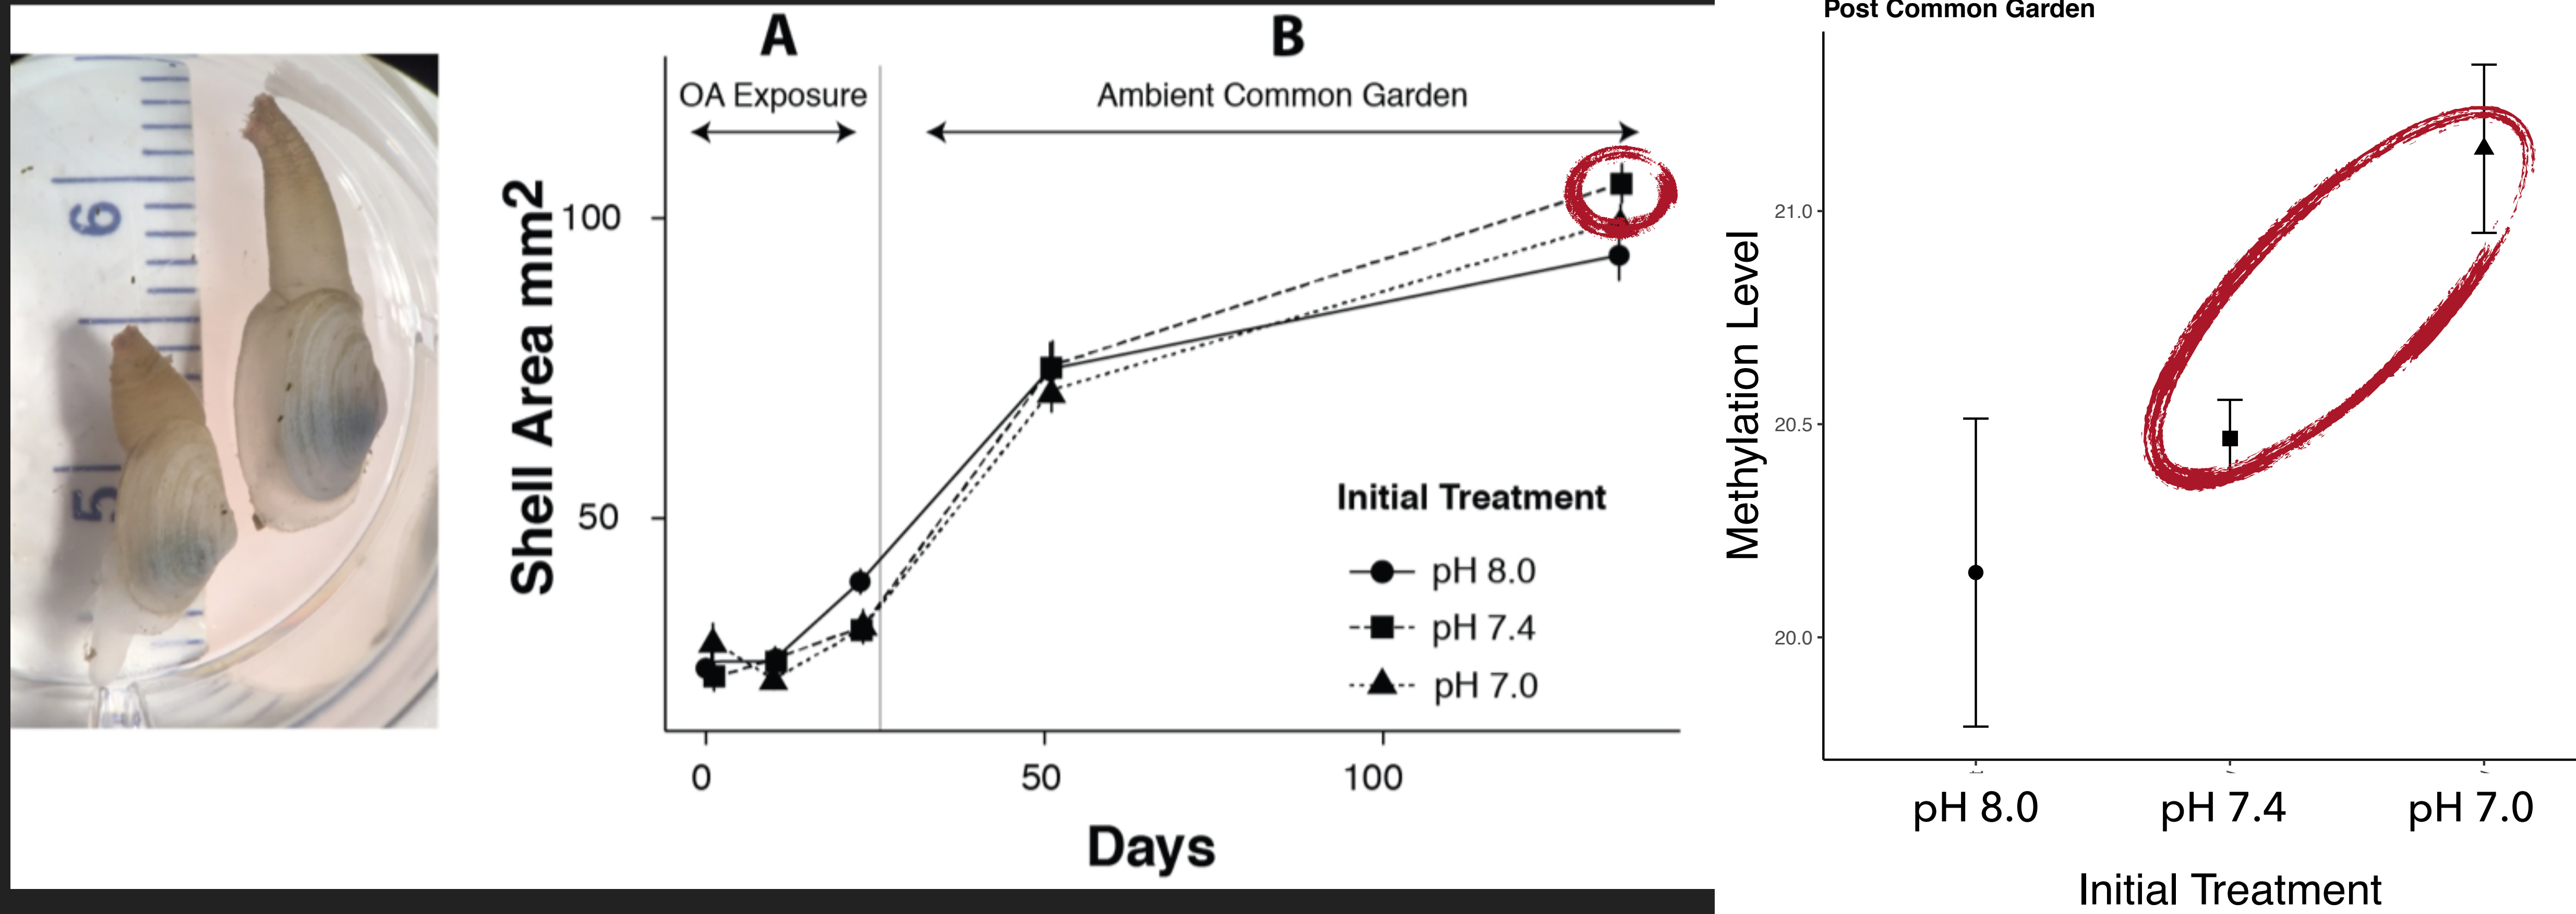 6
5
A
B
OA Exposure
Ambient Common Garden
Shell Area mm2
100
50
Initial Treatment
pH 8.0
pH 7.4
pH 7.0
0
50
100
Days
Post Common Garden
Methylation Level
21.0
20.5
20.0
pH 8.0
pH 7.4
pH 7.0
Initial Treatment